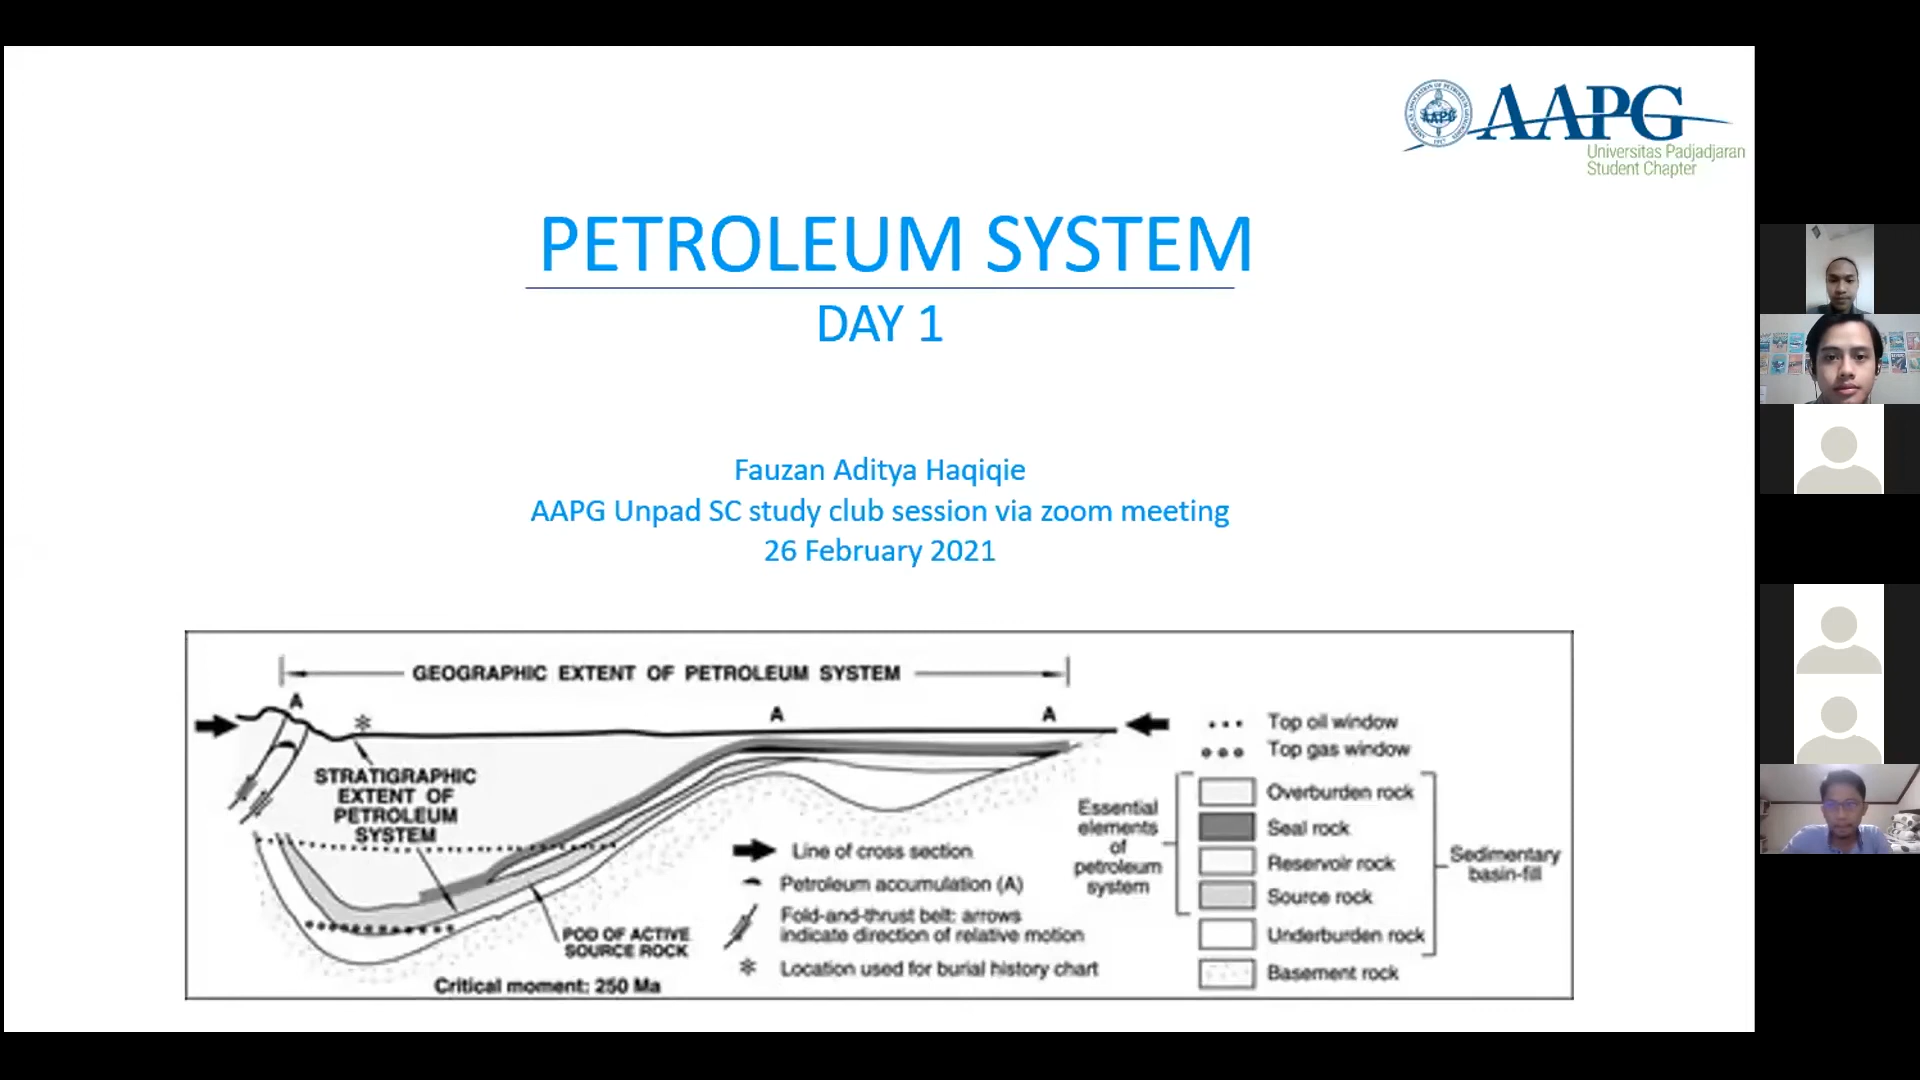 AAPG
Universitas Padjadjaran
Student Chapter
PETROLEUM SYSTEM
DAY 1
Fauzan Aditya Haqiqie
AAPG Unpad SC study club session via zoom meeting
26 February 2021
GEOGRAPHIC EXTENT OF PETROLEUM SYSTEM
A
A
A
STRATIGRAPHIC
EXTENT OF
PETROLEUM
SYSTEM
POD OF ACTIVE
SOURCE ROCK
Critical moment: 250 Ma
Line of cross section
Petroleum accumulation (A)
Fold-and-thrust belt: arrows
indicate direction of relative motion
Location used for burial history chart
Top oil window
Top gas window
Essential
elements
of
petroleum
system
Overburden rock
Seal rock
Reservoir rock
Source rock
Underburden rock
Basement rock
Sedimentary
basin-fill